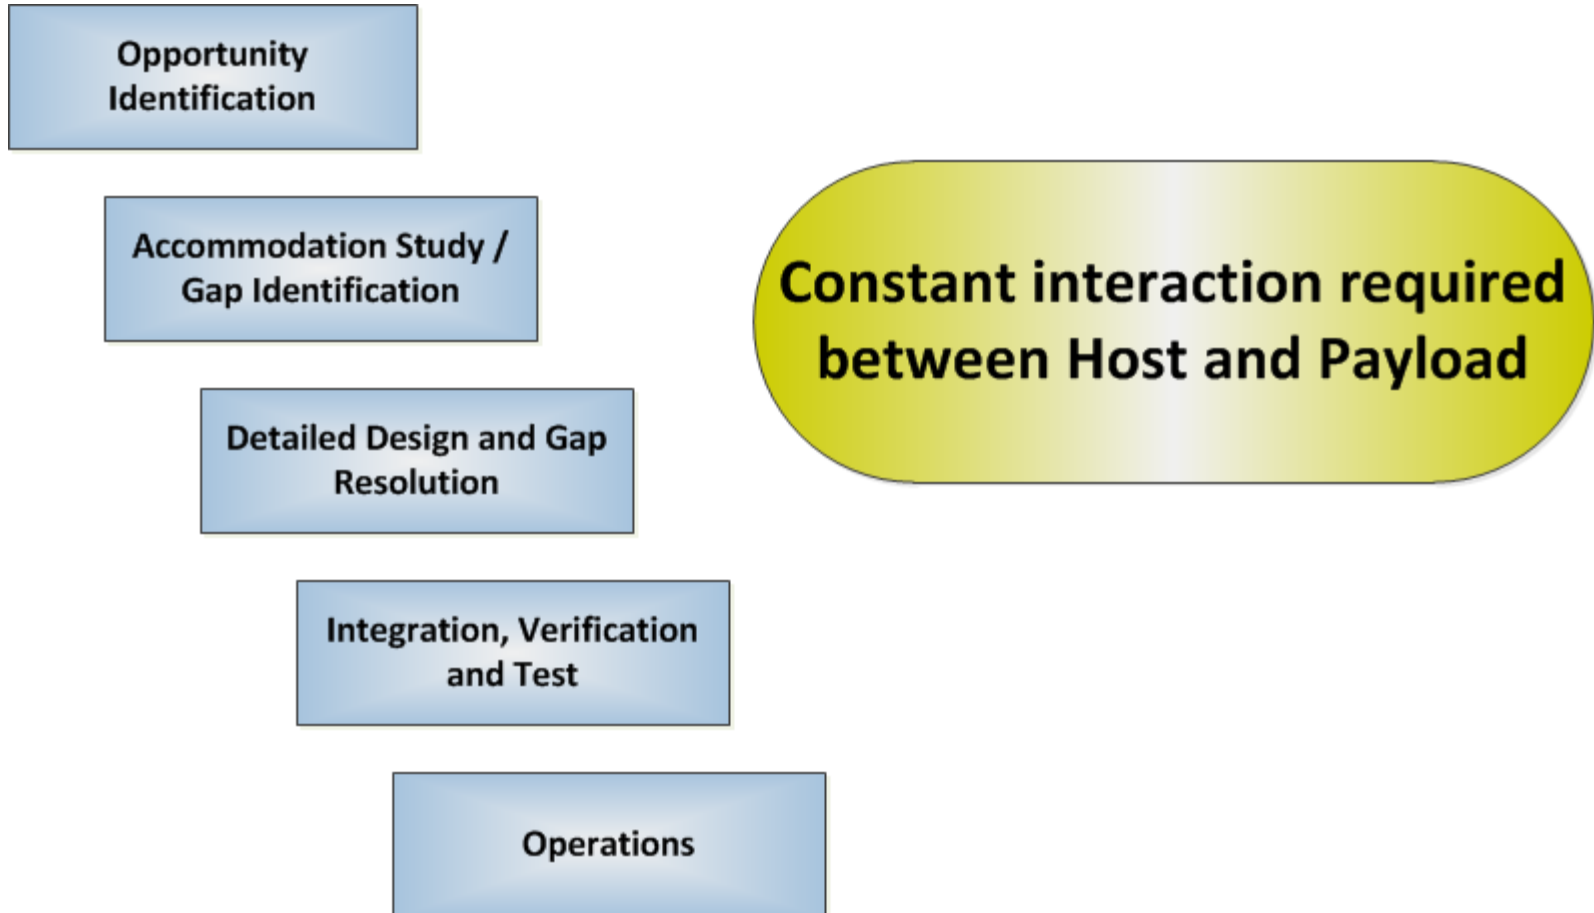 Opportunity
Identification
Accommodation Study /
Gap Identification
Constant interaction required
between Host and Payload
Detailed Design and Gap
Resolution
Integration, Verification
and Test
Operations